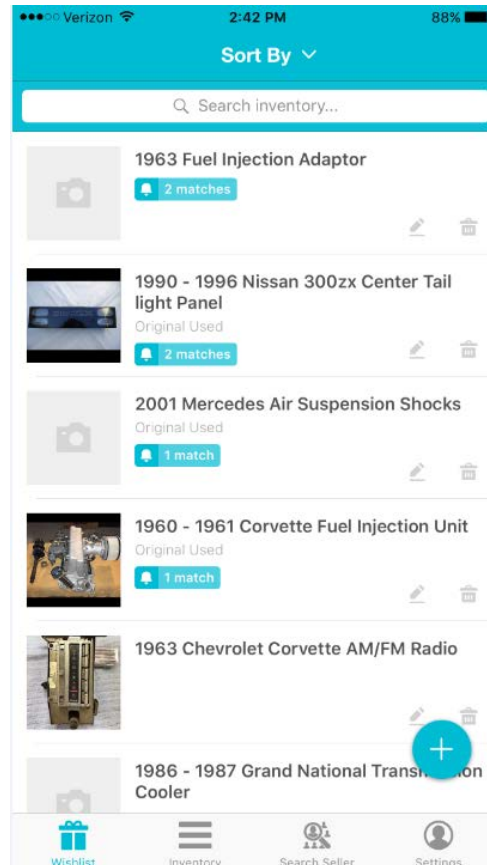 Verizon 2:42 PM 88%
Sort By
Search inventory...
1963 Fuel Injection Adaptor
2 matches
1990 - 1996 Nissan 300zx Center Tail
light Panel
Original Used
2 matches
2001 Mercedes Air Suspension Shocks
Original Used
1 match
1960 - 1961 Corvette Fuel Injection Unit
Original Used
1 match
1963 Chevrolet Corvette AM/FM Radio
1986 - 1987 Grand National
Cooler
Wishlist Inventory Search Seller Settings